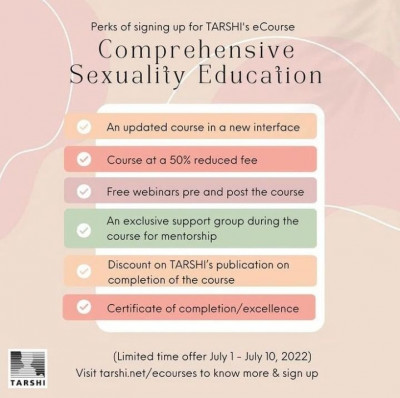 Perks of signing up for TARSHI's eCourse
Comprehensive
Sexuality Education
An updated course in a new interface
Course at a 50% reduced fee
Free webinars pre and post the course
An exclusive support group during the
course for mentorship
Discount on TARSHI's publication on
completion of the course
Certificate of completion/excellence
(Limited time offer July 1 - July 10, 2022)
Visit tarshi.net/ecourses to know more & sign up
TARSHI